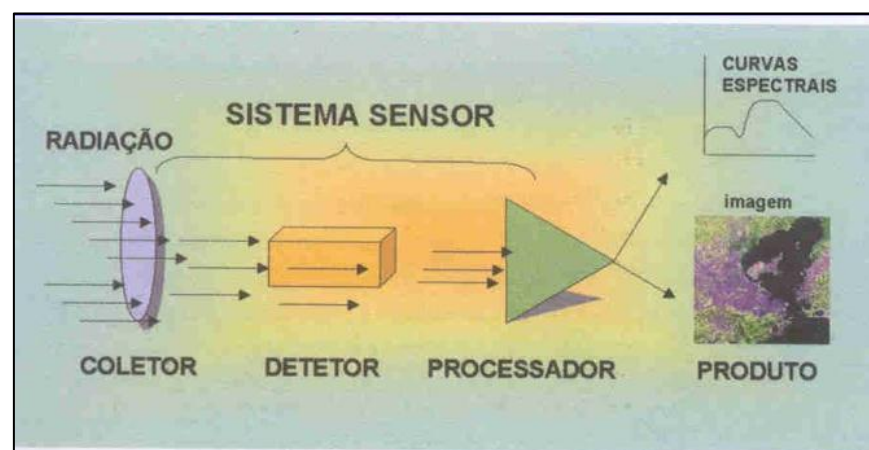 CURVAS
ESPECTRAIS
SISTEMA SENSOR
RADIAÇÃO
imagem
COLETOR
DETETOR
PROCESSADOR
PRODUTO